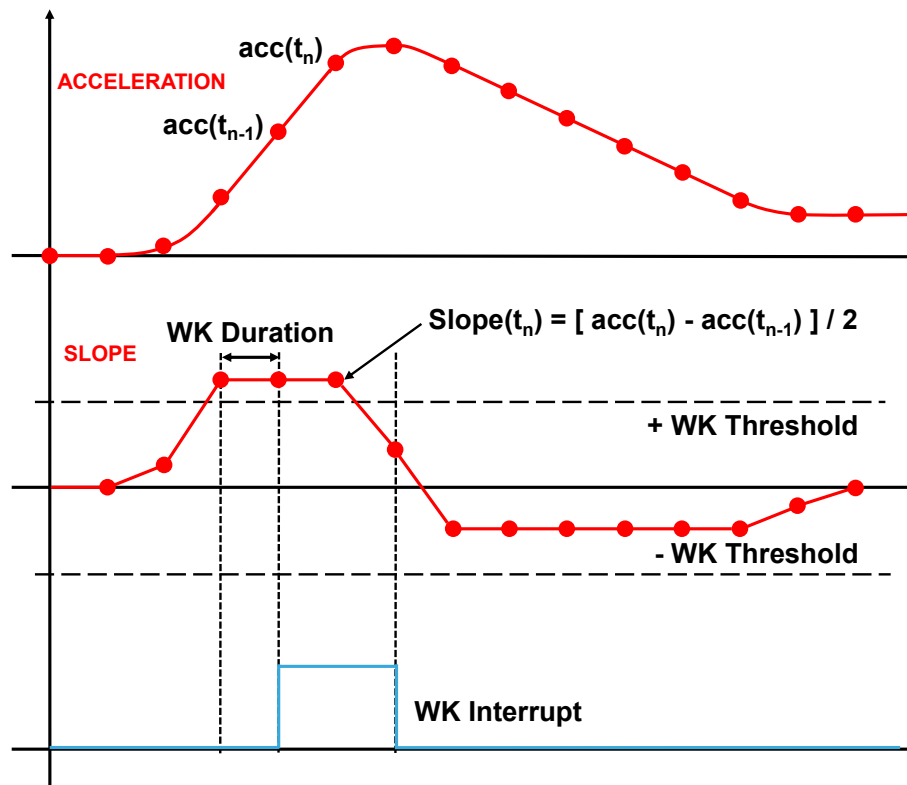 acc(tₙ)
ACCELERATION
acc(tₙ₋₁)
Slope(tₙ) = [ acc(tₙ) - acc(tₙ₋₁) ] / 2
WK Duration
SLOPE
+ WK Threshold
- WK Threshold
WK Interrupt